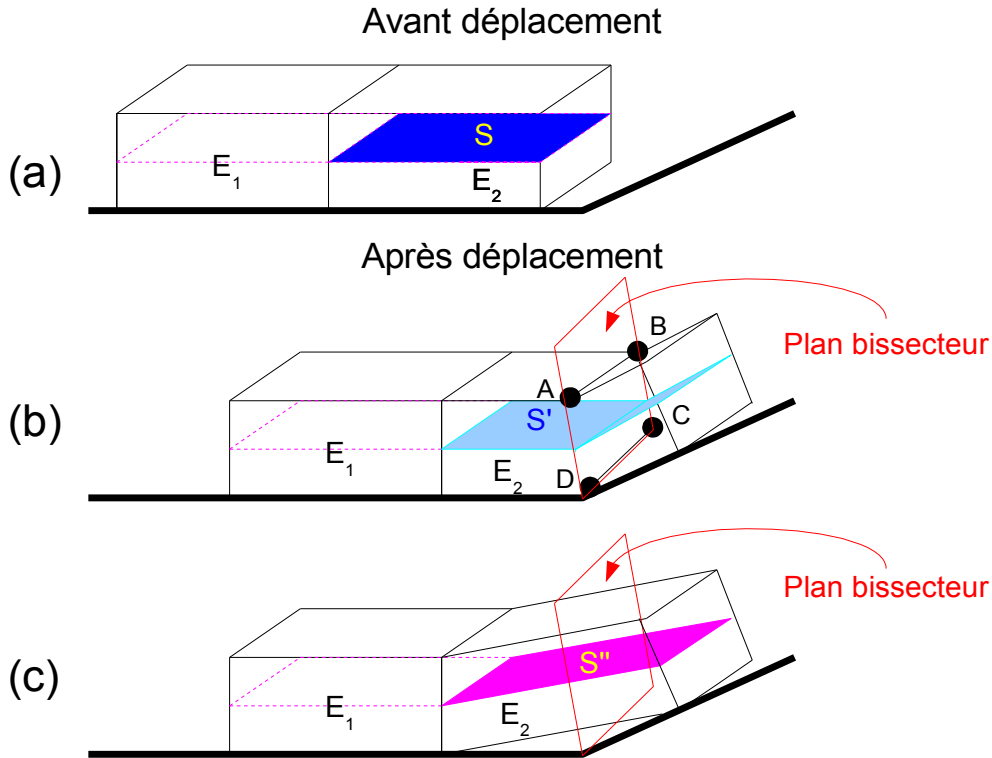 Avant déplacement
(a)
S
E1
E2
Après déplacement
(b)
Plan bissecteur
A
B
C
D
S'
E1
E2
(c)
Plan bissecteur
S"
E1
E2